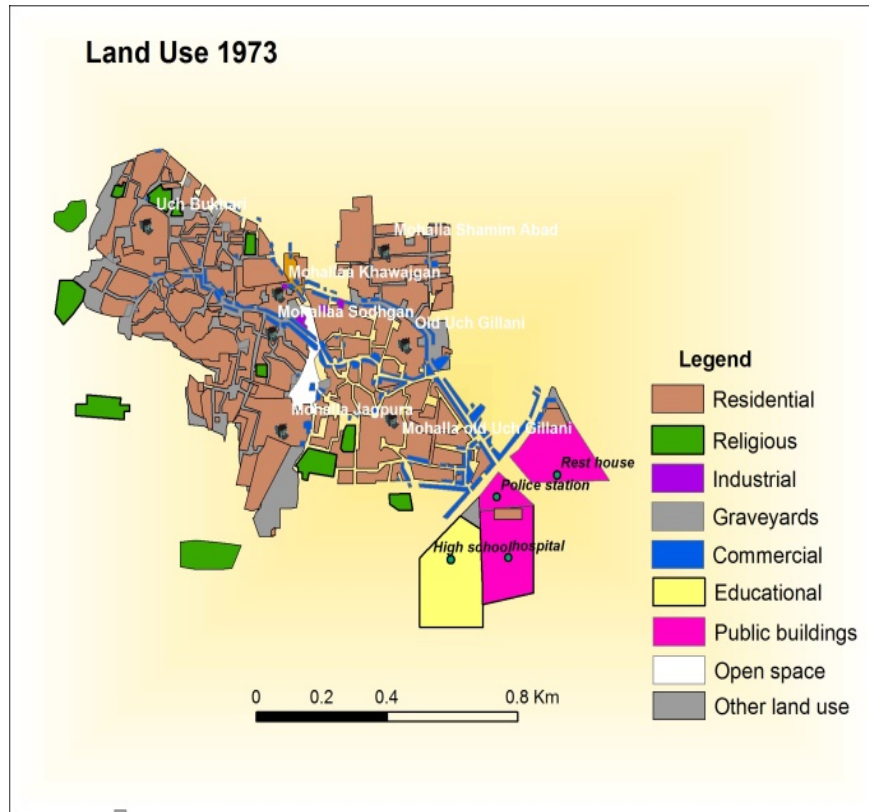 Land Use 1973
Uch Bukhari
Mohalla Shamim Abad
Mohallaa Khawajgan
Mohallaa Sodhgan
Old Uch Gillani
Mohalla Jagpura
Mohalla old Uch Gillani
Rest house
Police station
High school
hospital
Legend
Residential
Religious
Industrial
Graveyards
Commercial
Educational
Public buildings
Open space
Other land use
0 0.2 0.4 0.8 Km